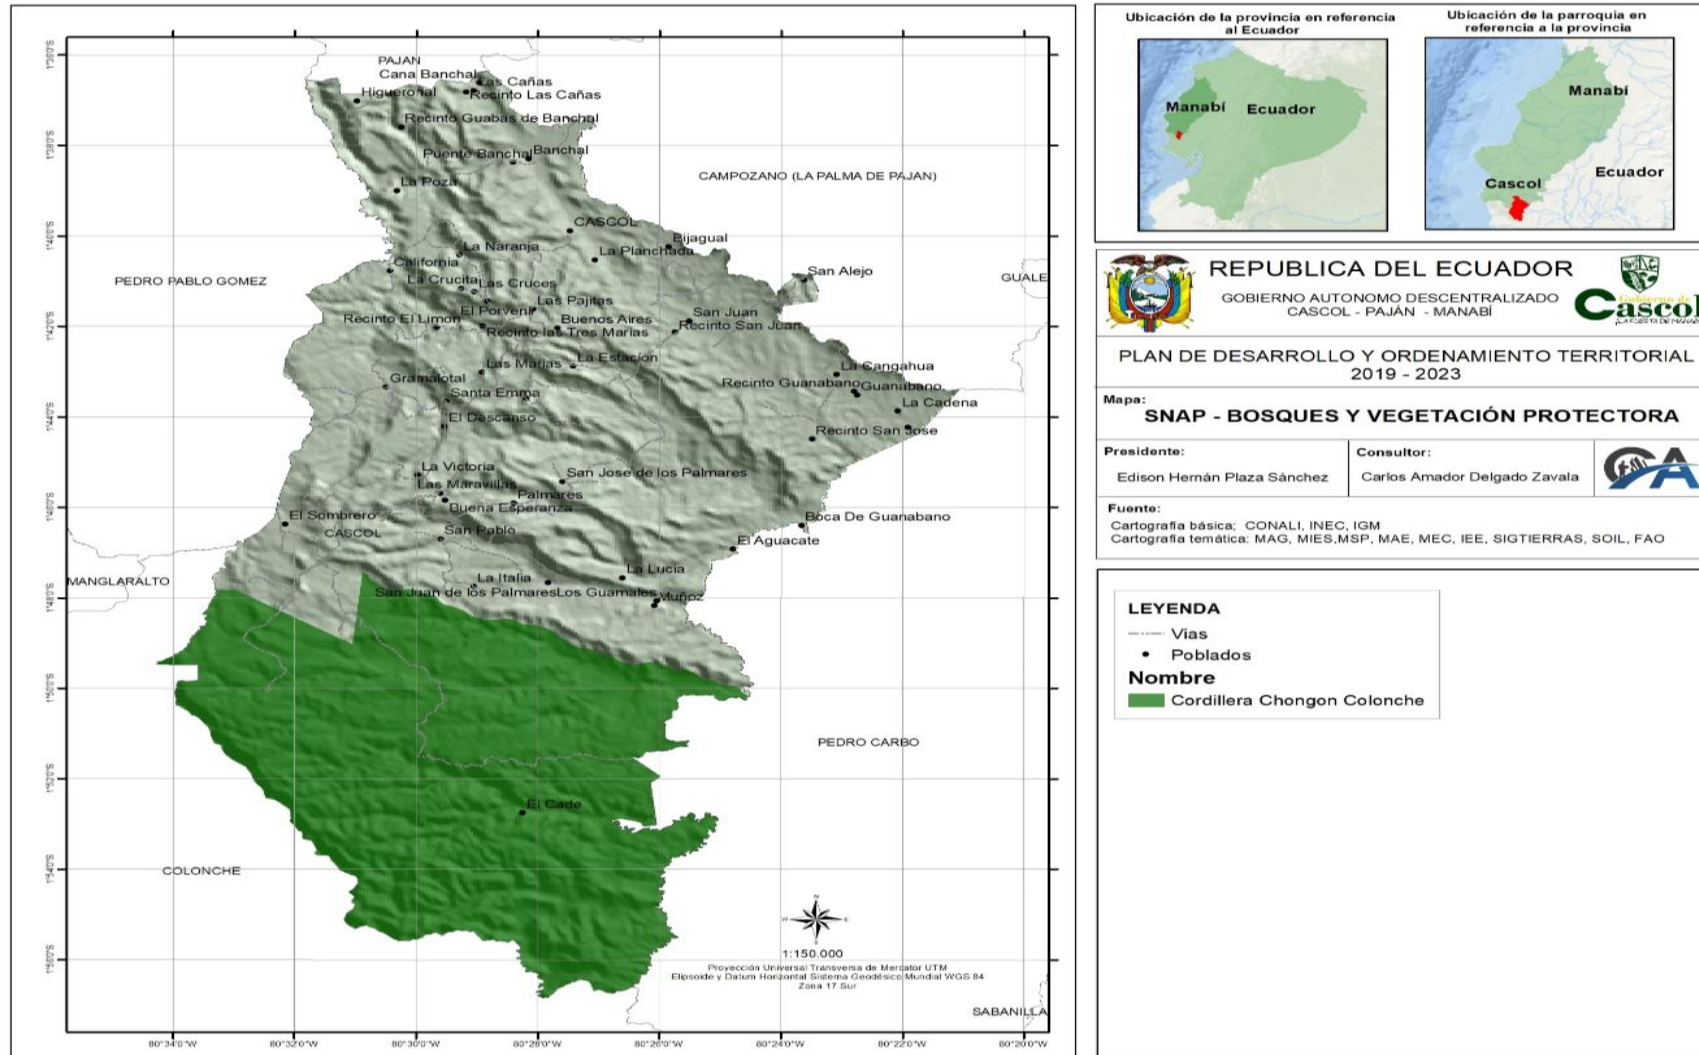 PAJAN
Cana Banchal
Las Cañas
Higueronal
Recinto Las Cañas
Recinto Guabas de Banchal
Puente Banchal
Banchal
La Poza
CAMPOZANO (LA PALMA DE PAJAN)
CASCOL
La Naranja
La Planchada
Bijagual
California
San Alejo
PEDRO PABLO GOMEZ
La Crucita
Las Cruces
GUALE
El Porvenir
Las Pajitas
Recinto El Limon
Buenos Aires
San Juan
Recinto las Tres Marias
Recinto San Juan
Las Marias
La Estacion
La Cangahua
Gramalotal
Recinto Guanabano
Guanabano
Santa Emma
La Cadena
El Descanso
Recinto San Jose
La Victoria
San Jose de los Palmares
Las Maravillas
Palmares
Buena Esperanza
El Sombrero
Boca De Guanabano
CASCOL
San Pablo
El Aguacate
MANGLARALTO
La Italia
La Lucia
San Juan de los Palmares
Los Guamales
Muñoz
PEDRO CARBO
El Cade
COLONCHE
SABANILLA
N
W
E
S
1:150.000
Proyección Universal Transversa de Mercator UTM
Elipsoide y Datum Horizontal Sistema Geodésico Mundial WGS 84
Zona 17 Sur
1°36'0"S
1°38'0"S
1°40'0"S
1°42'0"S
1°44'0"S
1°46'0"S
1°48'0"S
1°50'0"S
1°52'0"S
1°54'0"S
1°56'0"S
80°34'0"W
80°32'0"W
80°30'0"W
80°28'0"W
80°26'0"W
80°24'0"W
80°22'0"W
80°20'0"W
Ubicación de la provincia en referencia
al Ecuador
Manabí
Ecuador
Ubicación de la parroquia en
referencia a la provincia
Manabí
Ecuador
Cascol
REPUBLICA DEL ECUADOR
GOBIERNO AUTONOMO DESCENTRALIZADO
CASCOL - PAJÁN - MANABÍ
Gobierno de
Cascol
PLAN DE DESARROLLO Y ORDENAMIENTO TERRITORIAL
2019 - 2023
Mapa:
SNAP - BOSQUES Y VEGETACIÓN PROTECTORA
Presidente:
Edison Hernán Plaza Sánchez
Consultor:
Carlos Amador Delgado Zavala
Fuente:
Cartografía básica; CONALI, INEC, IGM
Cartografía temática: MAG, MIES,MSP, MAE, MEC, IEE, SIGTIERRAS, SOIL, FAO
LEYENDA
Vias
Poblados
Nombre
Cordillera Chongon Colonche